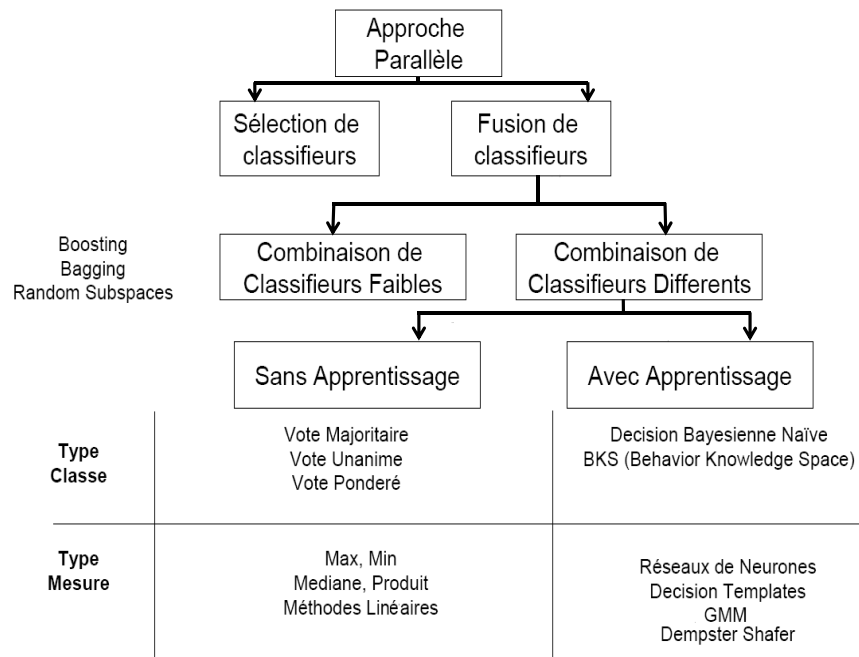 Approche
Parallèle
Sélection de
classifieurs
Fusion de
classifieurs
Boosting
Bagging
Random Subspaces
Combinaison de
Classifieurs Faibles
Combinaison de
Classifieurs Differents
Sans Apprentissage
Avec Apprentissage
Type
Classe
Vote Majoritaire
Vote Unanime
Vote Ponderé
Decision Bayesienne Naïve
BKS (Behavior Knowledge Space)
Type
Mesure
Max, Min
Mediane, Produit
Méthodes Linéaires
Réseaux de Neurones
Decision Templates
GMM
Dempster Shafer